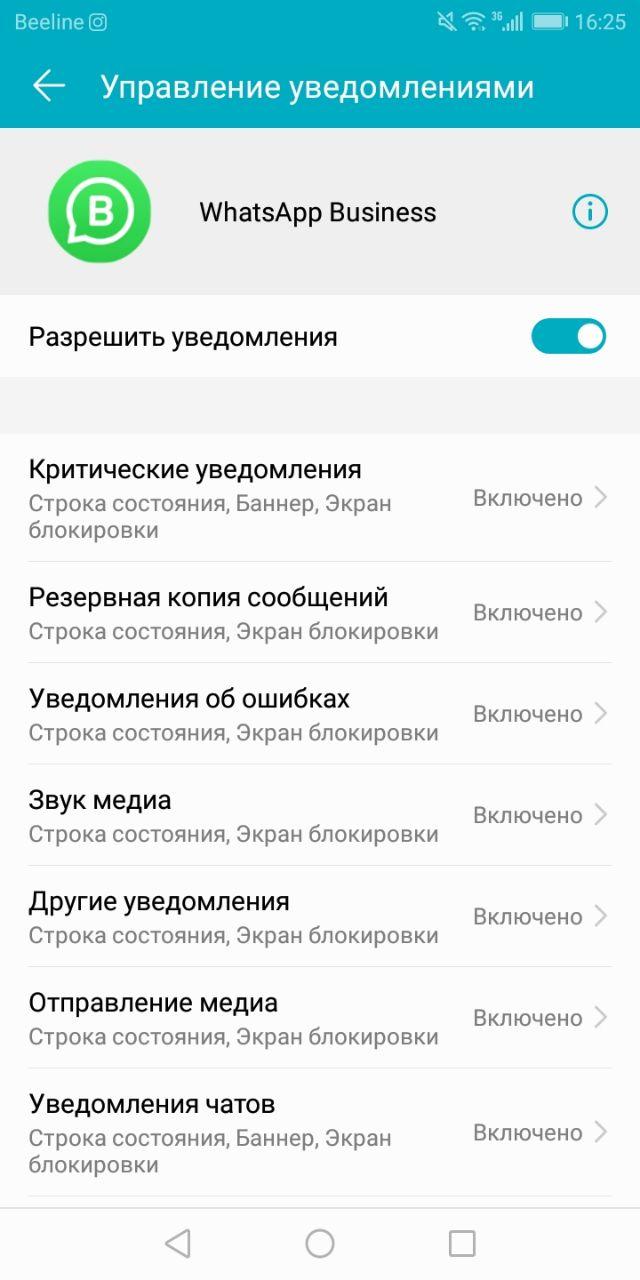 Beeline 3G 16:25
Управление уведомлениями
B
WhatsApp Business
Разрешить уведомления
Критические уведомления
Строка состояния, Баннер, Экран
блокировки
Включено
Резервная копия сообщений
Строка состояния, Экран блокировки
Включено
Уведомления об ошибках
Строка состояния, Экран блокировки
Включено
Звук медиа
Строка состояния, Экран блокировки
Включено
Другие уведомления
Строка состояния, Экран блокировки
Включено
Отправление медиа
Строка состояния, Экран блокировки
Включено
Уведомления чатов
Строка состояния, Баннер, Экран
блокировки
Включено